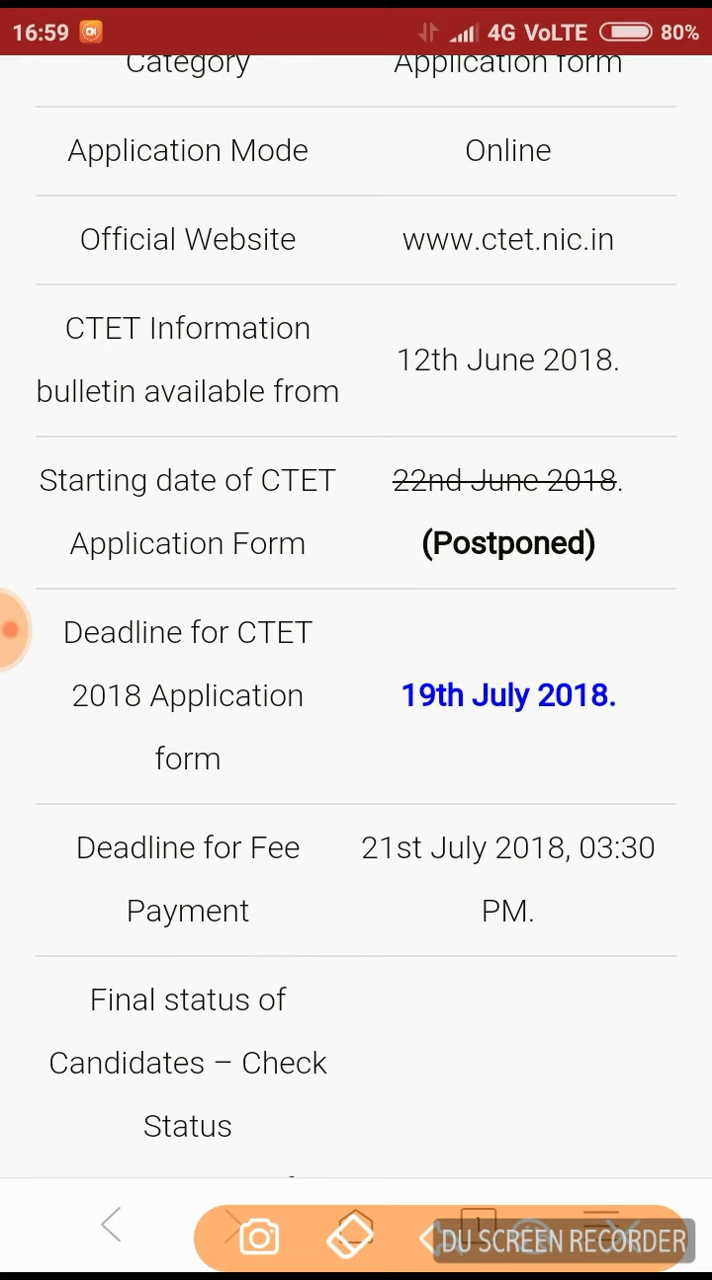 16:59 4G VoLTE 80%
Category Application form
Application Mode Online
Official Website www.ctet.nic.in
CTET Information
bulletin available from
12th June 2018.
Starting date of CTET
Application Form
22nd June 2018.
(Postponed)
Deadline for CTET
2018 Application
form
19th July 2018.
Deadline for Fee
Payment
21st July 2018, 03:30
PM.
Final status of
Candidates – Check
Status
1
DU SCREEN RECORDER